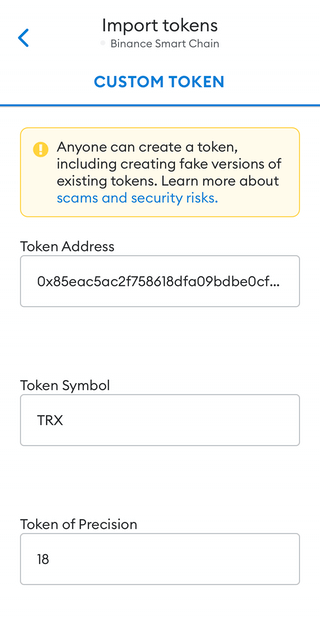 Import tokens
Binance Smart Chain
CUSTOM TOKEN
Anyone can create a token,
including creating fake versions of
existing tokens. Learn more about
scams and security risks.
Token Address
0x85eac5ac2f758618dfa09bdbe0cf...
Token Symbol
TRX
Token of Precision
18